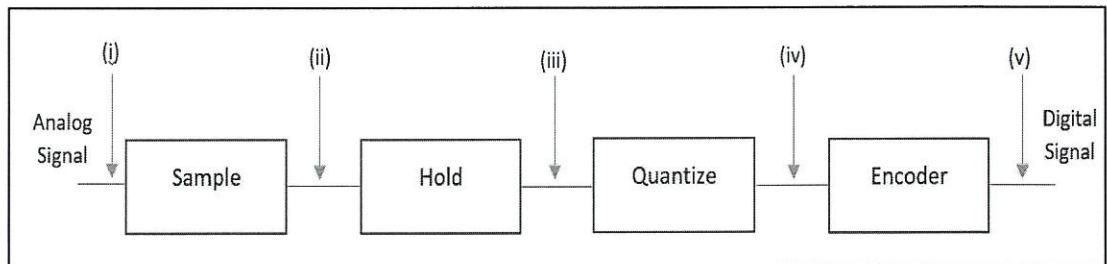 (i)
(ii)
(iii)
(iv)
(v)
Analog
Signal
Sample
Hold
Quantize
Encoder
Digital
Signal